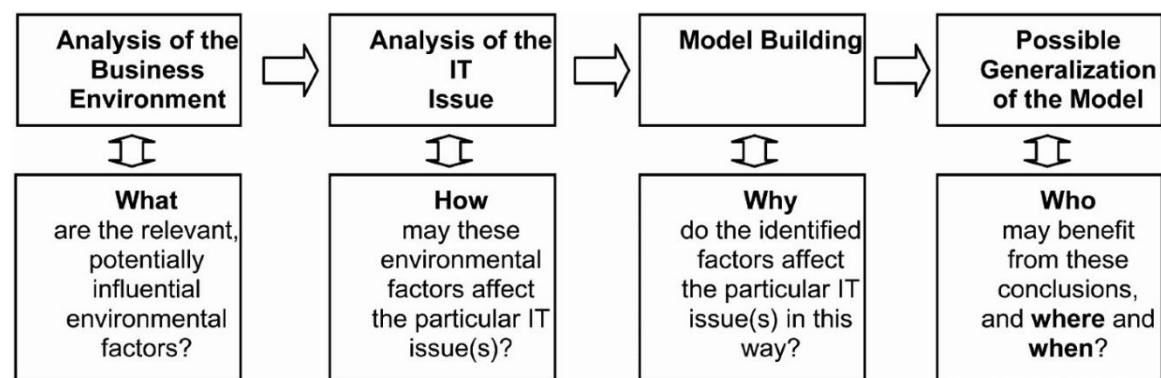 Analysis of the
Business
Environment
Analysis of the
IT
Issue
Model Building
Possible
Generalization
of the Model
What
are the relevant,
potentially
influential
environmental
factors?
How
may these
environmental
factors affect
the particular IT
issue(s)?
Why
do the identified
factors affect
the particular IT
issue(s) in this
way?
Who
may benefit
from these
conclusions,
and where and
when?